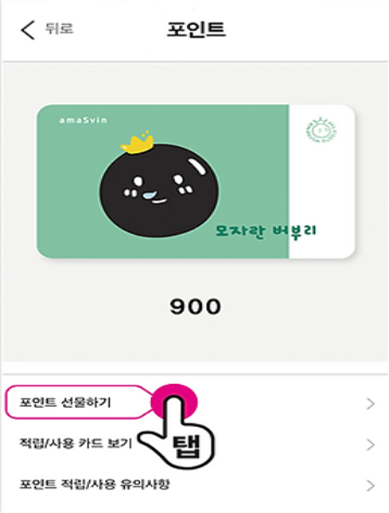 뒤로
포인트
amaSvin
모자란 버부리
900
포인트 선물하기
탭
적립/사용 카드 보기
포인트 적립/사용 유의사항